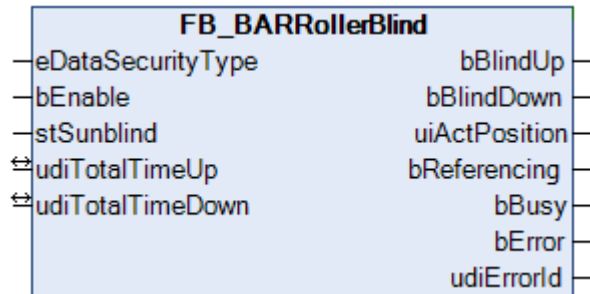 FB_BARRollerBlind
eDataSecurityType bBlindUp
bEnable bBlindDown
stSunblind uiActPosition
udiTotalTimeUp bReferencing
udiTotalTimeDown bBusy
bError
udiErrorId